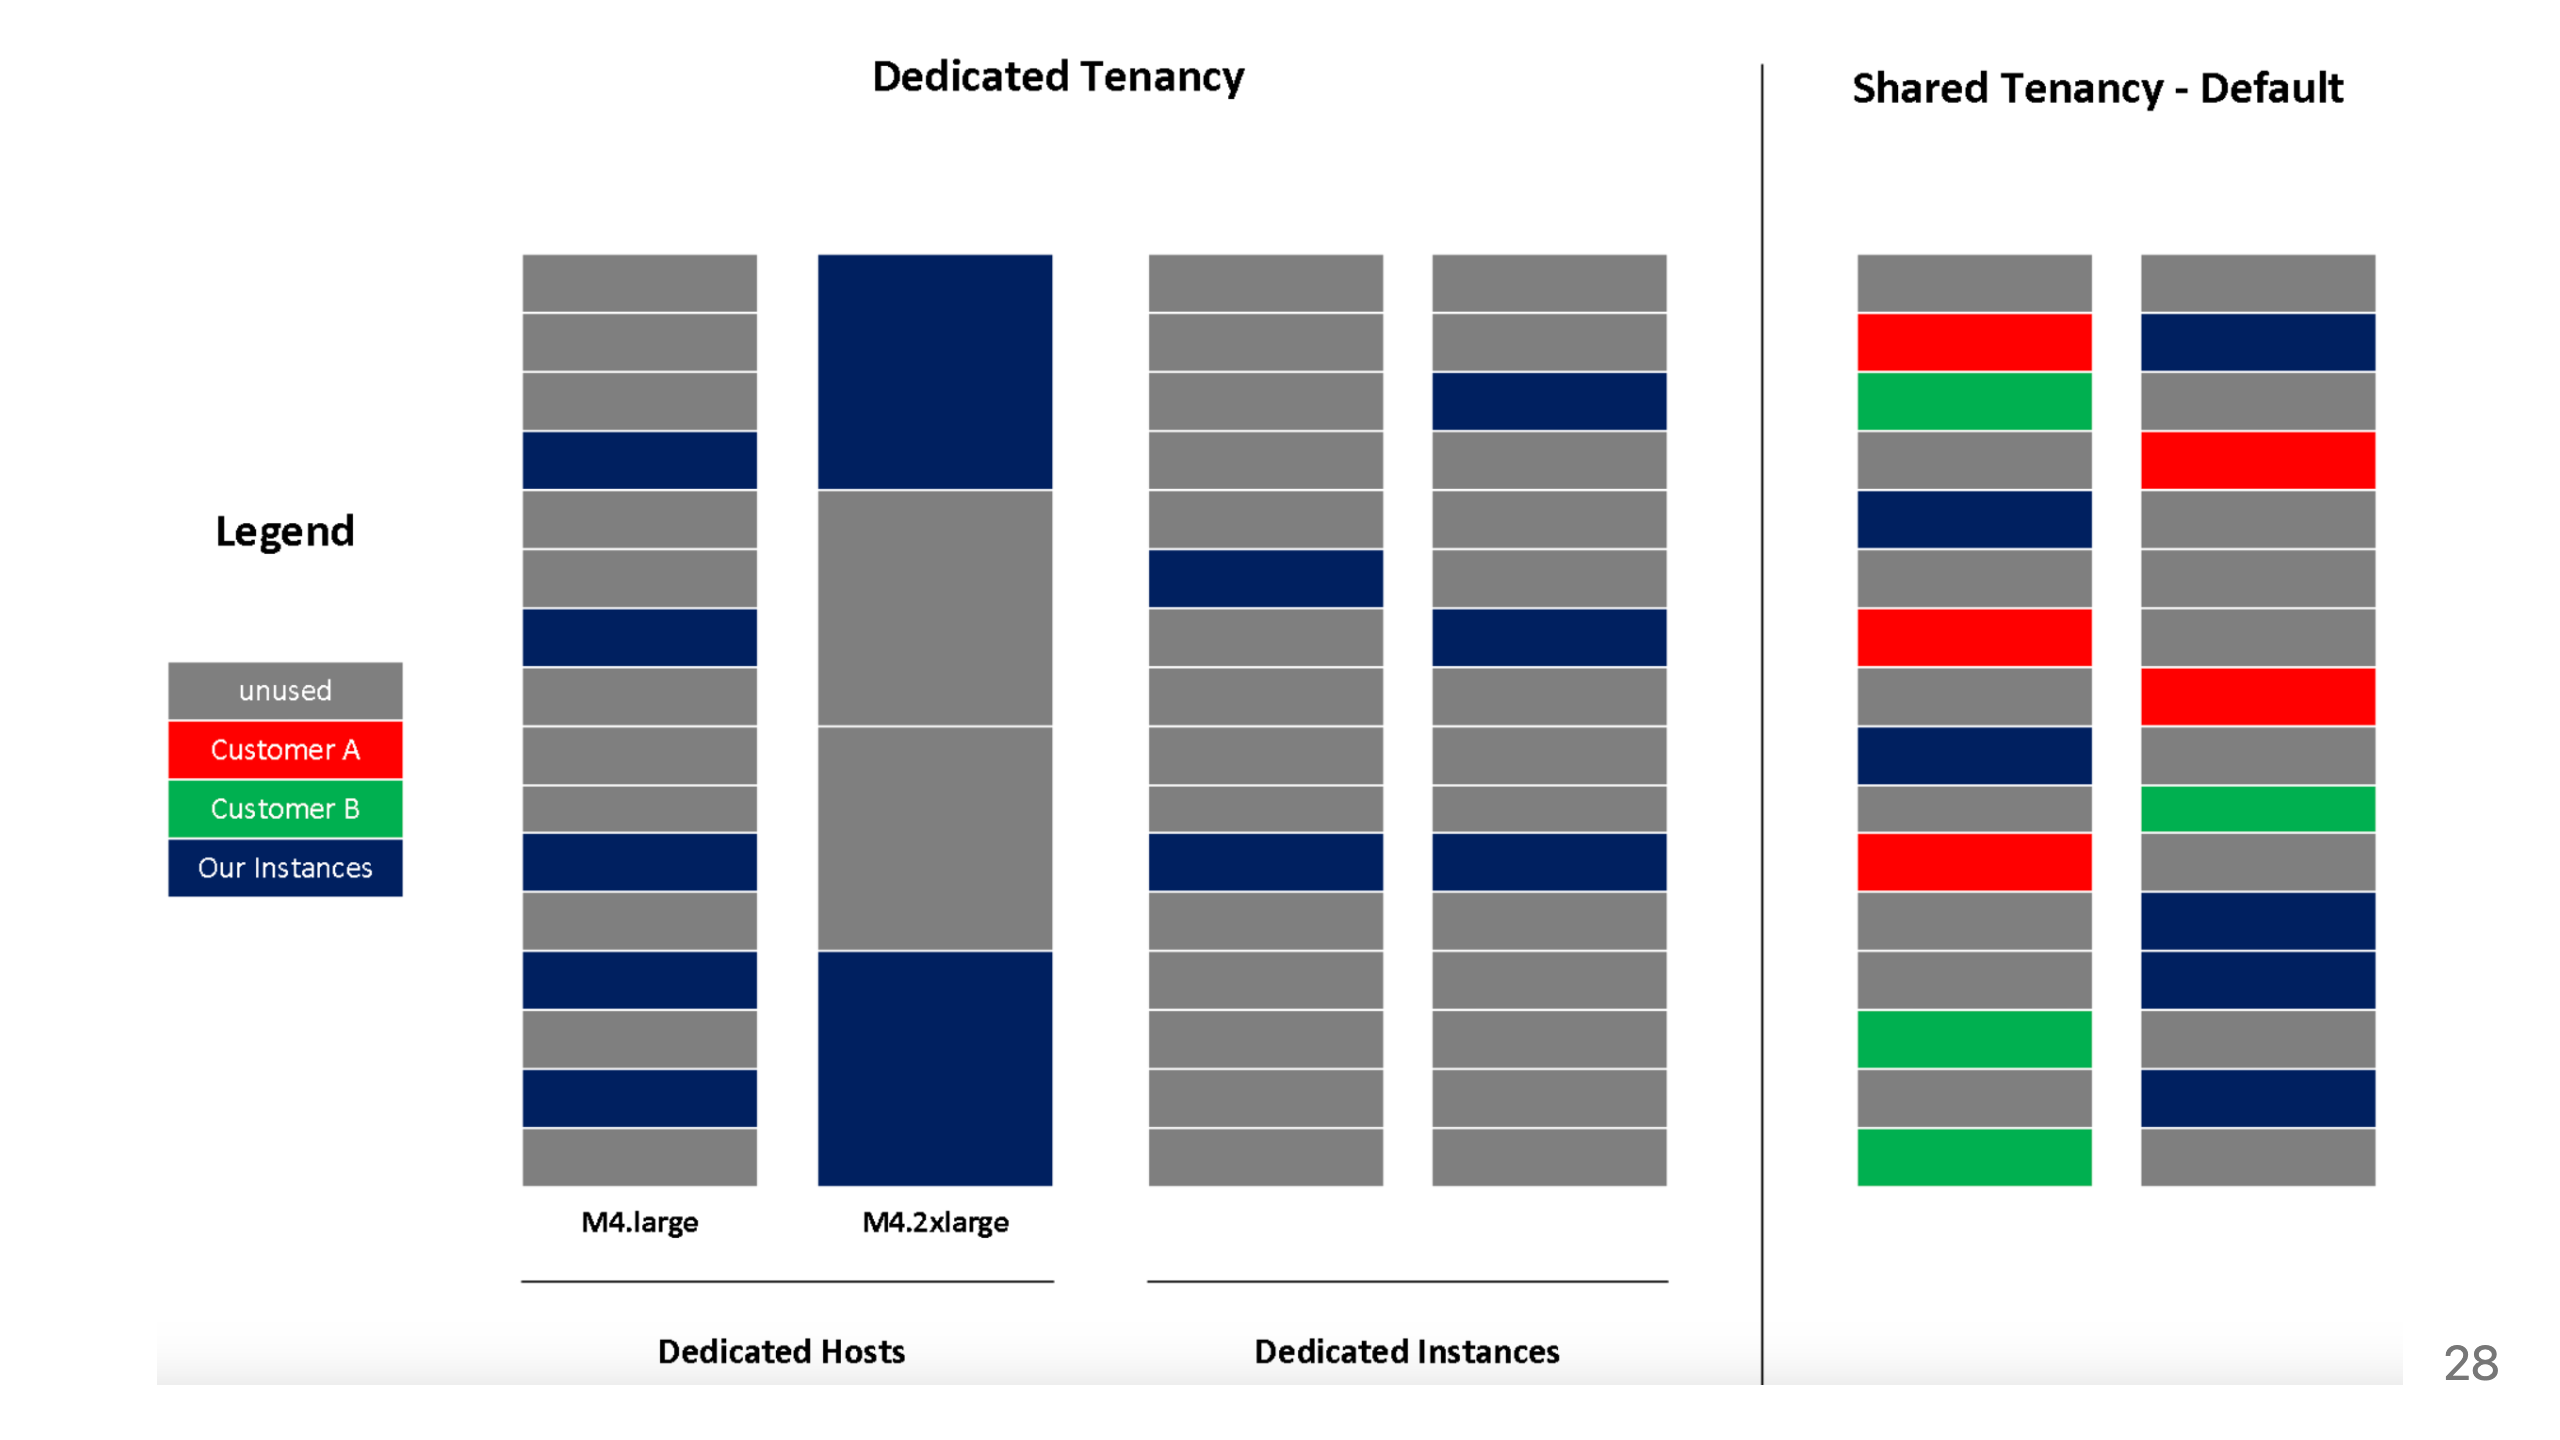 Dedicated Tenancy
Shared Tenancy - Default
Legend
unused
Customer A
Customer B
Our Instances
M4.large
M4.2xlarge
Dedicated Hosts
Dedicated Instances
28